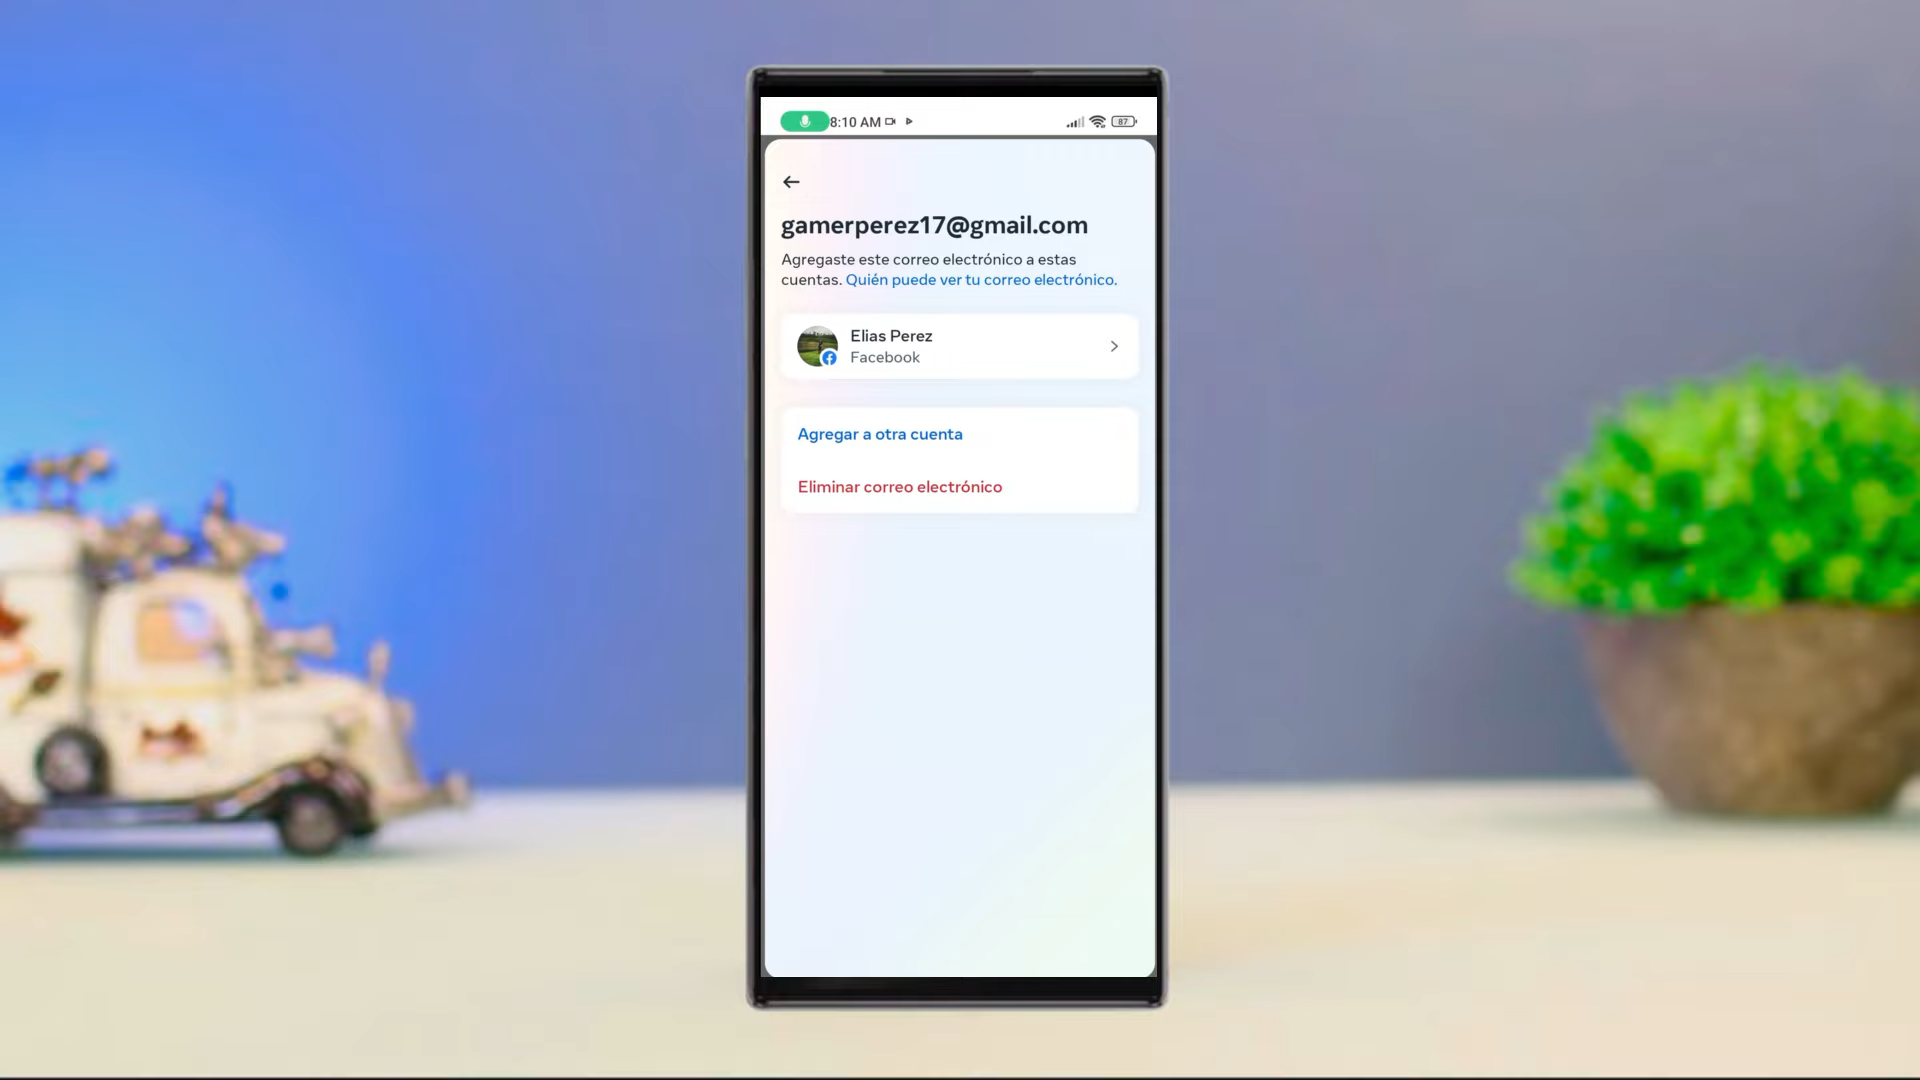 8:10 AM
87
gamerperez17@gmail.com
Agregaste este correo electrónico a estas
cuentas. Quién puede ver tu correo electrónico.
Elias Perez
Facebook
Agregar a otra cuenta
Eliminar correo electrónico